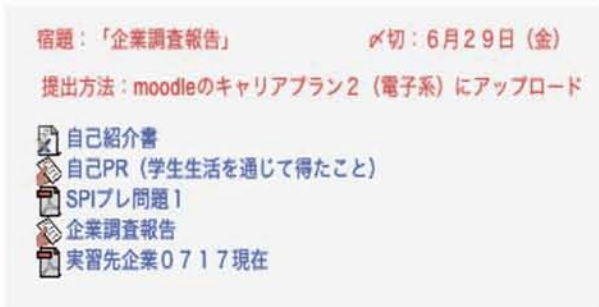 宿題：「企業調査報告」 〆切：6月29日（金）
提出方法：moodleのキャリアプラン２（電子系）にアップロード
自己紹介書
自己PR（学生生活を通じて得たこと）
SPIプレ問題１
企業調査報告
実習先企業０７１７現在